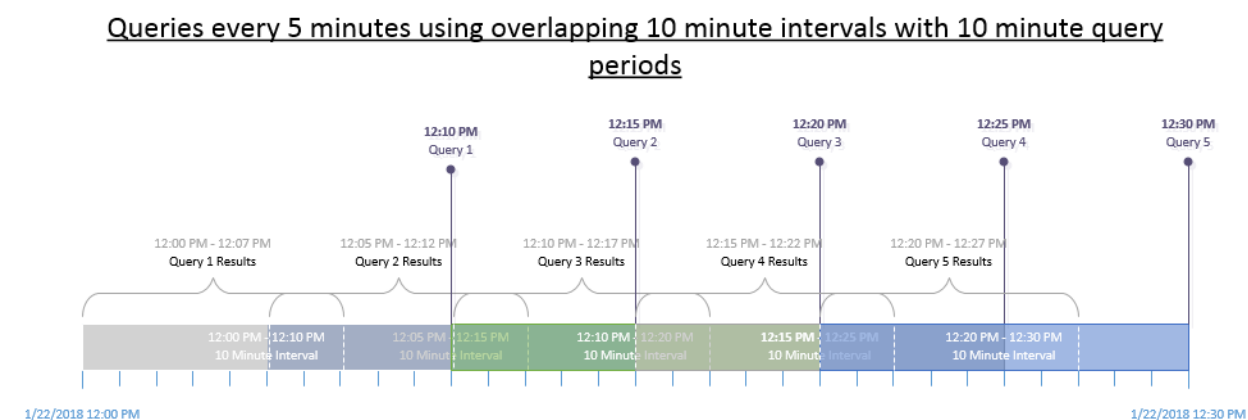 Queries every 5 minutes using overlapping 10 minute intervals with 10 minute query
periods
12:10 PM
Query 1
12:15 PM
Query 2
12:20 PM
Query 3
12:25 PM
Query 4
12:30 PM
Query 5
12:00 PM - 12:07 PM
Query 1 Results
12:05 PM - 12:12 PM
Query 2 Results
12:10 PM - 12:17 PM
Query 3 Results
12:15 PM - 12:22 PM
Query 4 Results
12:20 PM - 12:27 PM
Query 5 Results
12:00 PM - 12:10 PM
10 Minute Interval
12:05 PM - 12:15 PM
10 Minute Interval
12:10 PM - 12:20 PM
10 Minute Interval
12:15 PM - 12:25 PM
10 Minute Interval
12:20 PM - 12:30 PM
10 Minute Interval
1/22/2018 12:00 PM
1/22/2018 12:30 PM